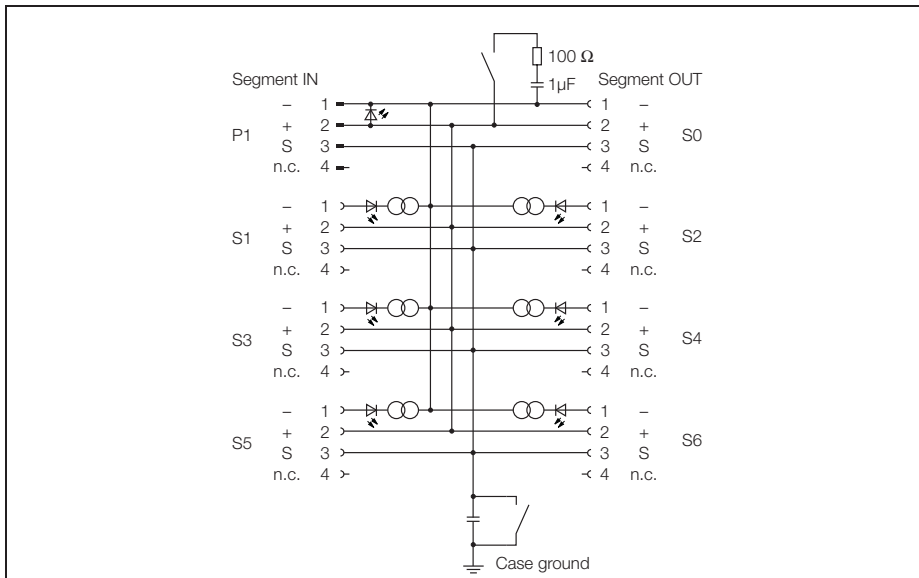 100 Ω
Segment IN 1µF Segment OUT
– 1 1 –
P1 + 2 2 + S0
S 3 3 S
n.c. 4 4 n.c.
– 1 1 –
S1 + 2 2 + S2
S 3 3 S
n.c. 4 4 n.c.
– 1 1 –
S3 + 2 2 + S4
S 3 3 S
n.c. 4 4 n.c.
– 1 1 –
S5 + 2 2 + S6
S 3 3 S
n.c. 4 4 n.c.
Case ground